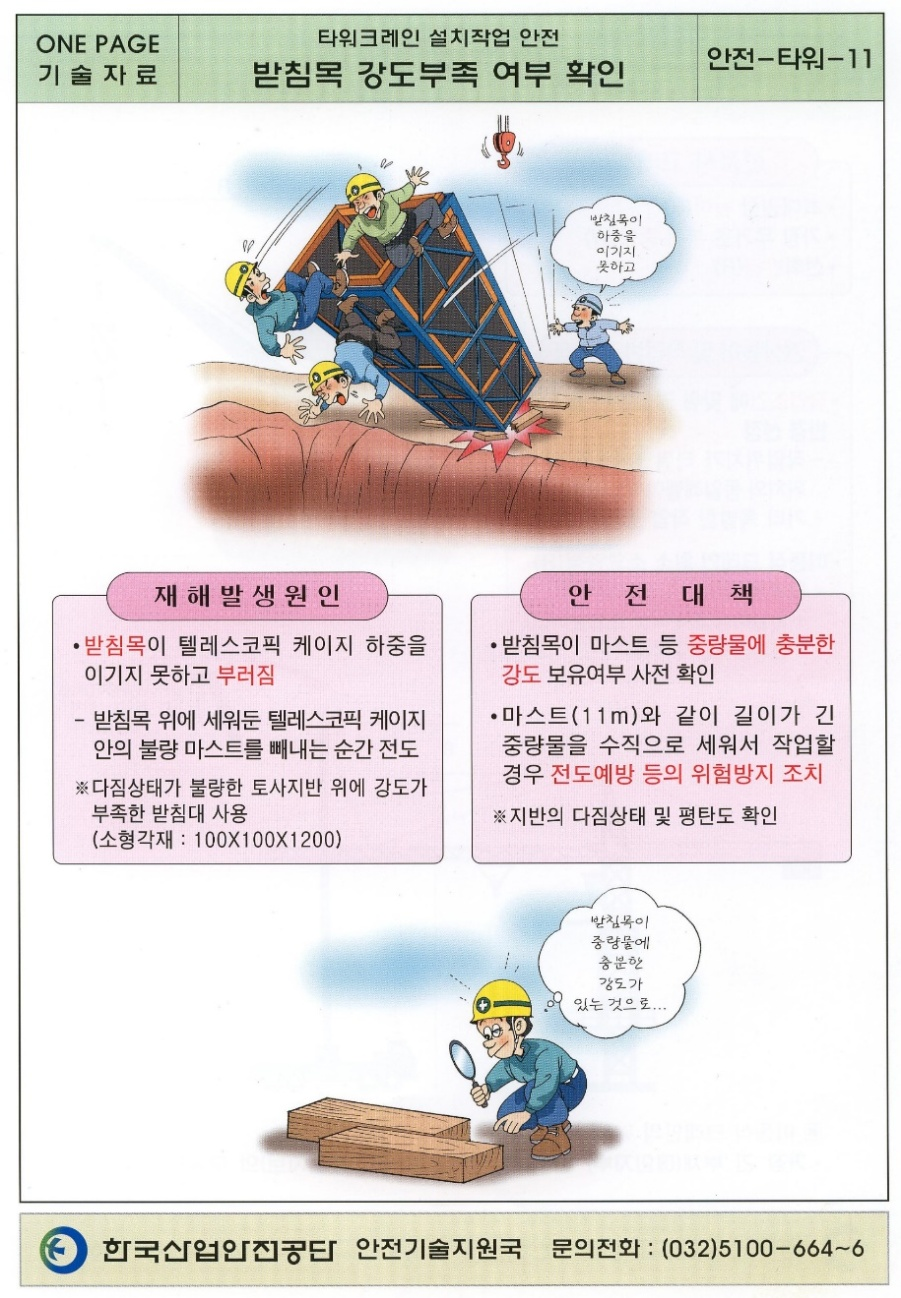 ONE PAGE
기 술 자 료
타워크레인 설치작업 안전
받침목 강도부족 여부 확인
안전-타워-11
받침목이
하중을
이기지
못하고
재 해 발 생 원 인
•받침목이 텔레스코픽 케이지 하중을
이기지 못하고 부러짐
- 받침목 위에 세워둔 텔레스코픽 케이지
안의 불량 마스트를 빼내는 순간 전도
※다짐상태가 불량한 토사지반 위에 강도가
부족한 받침대 사용
(소형각재 : 100X100X1200)
안 전 대 책
•받침목이 마스트 등 중량물에 충분한
강도 보유여부 사전 확인
•마스트(11m)와 같이 길이가 긴
중량물을 수직으로 세워서 작업할
경우 전도예방 등의 위험방지 조치
※지반의 다짐상태 및 평탄도 확인
받침목이
중량물에
충분한
강도가
있는 것으로...
한국산업안전공단 안전기술지원국 문의전화 : (032)5100-664~6